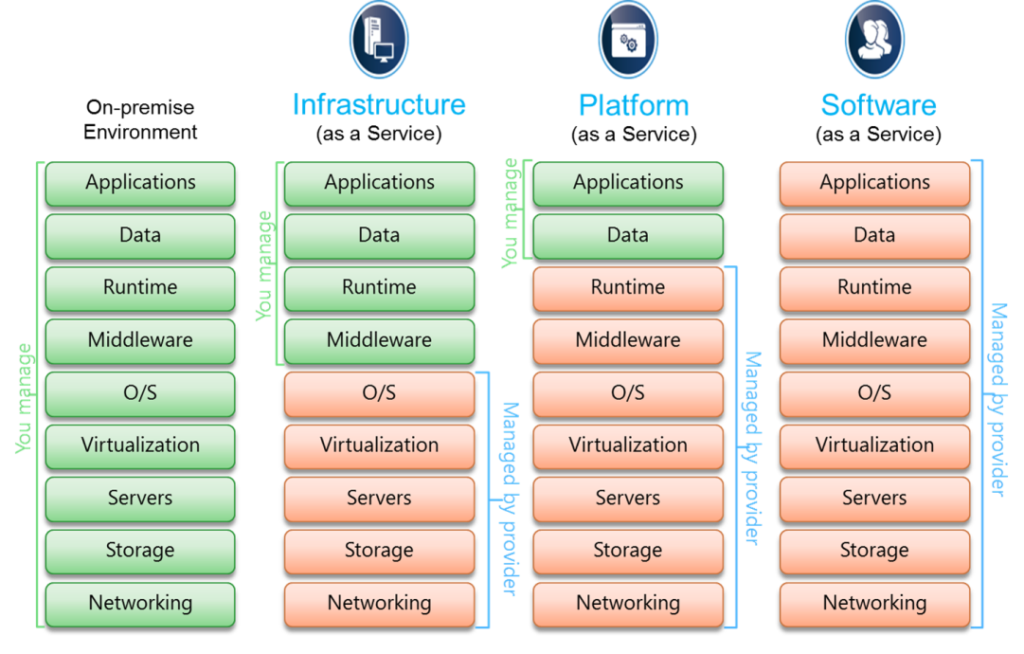 On-premise
Environment
You manage
Applications
Data
Runtime
Middleware
O/S
Virtualization
Servers
Storage
Networking
Infrastructure
(as a Service)
You manage
Applications
Data
Runtime
Middleware
O/S
Virtualization
Servers
Storage
Networking
Managed by provider
Platform
(as a Service)
You manage
Applications
Data
Runtime
Middleware
O/S
Virtualization
Servers
Storage
Networking
Managed by provider
Software
(as a Service)
Applications
Data
Runtime
Middleware
O/S
Virtualization
Servers
Storage
Networking
Managed by provider